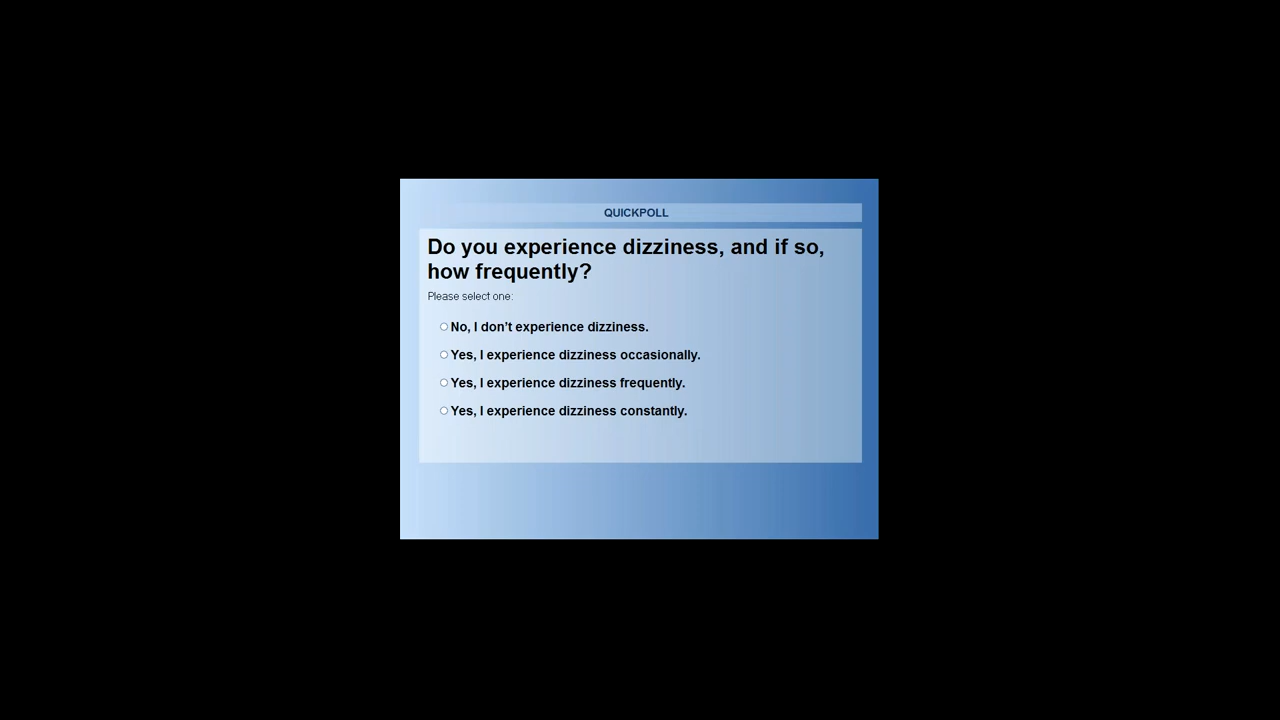 QUICKPOLL
Do you experience dizziness, and if so,
how frequently?
Please select one:
No, I don’t experience dizziness.
Yes, I experience dizziness occasionally.
Yes, I experience dizziness frequently.
Yes, I experience dizziness constantly.